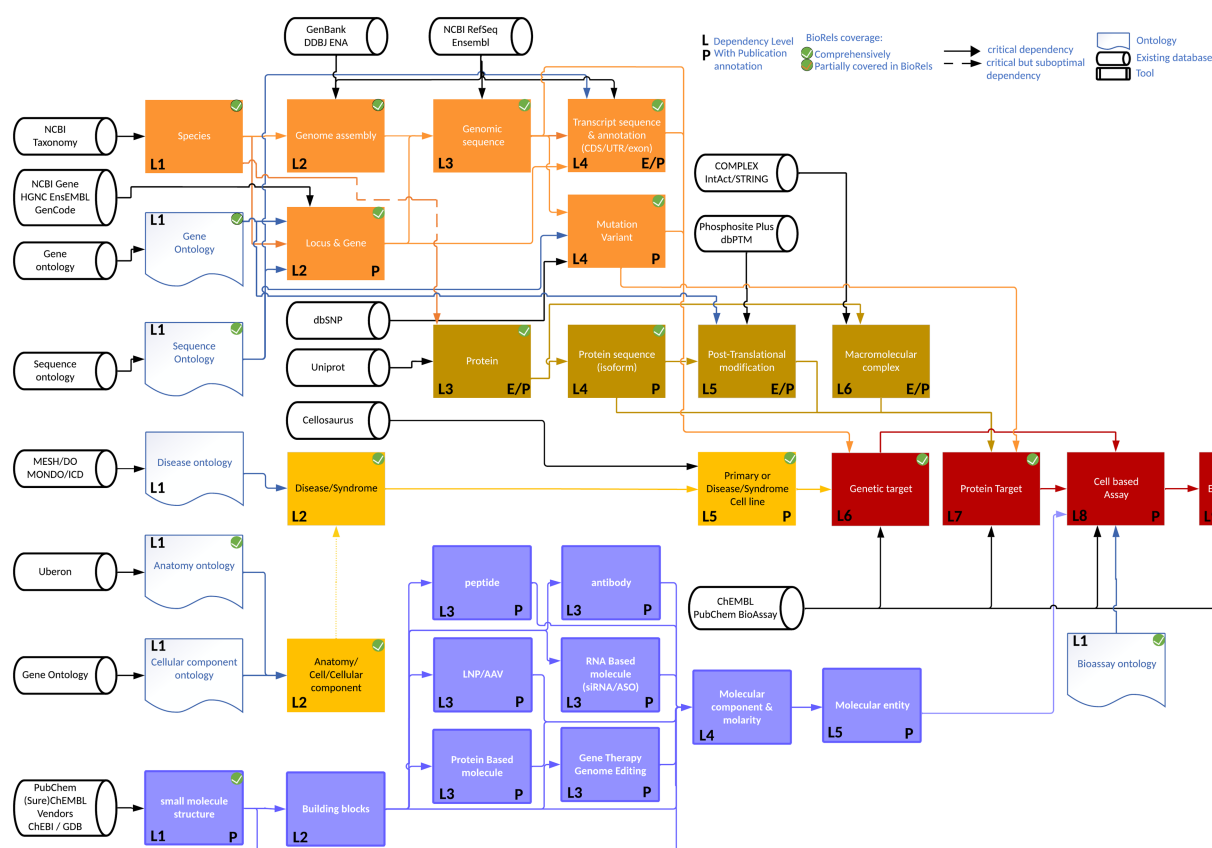 GenBank
DDBJ ENA
NCBI RefSeq
Ensembl
L Dependency Level
P With Publication
annotation
BioRels coverage:
Comprehensively
Partially covered in BioRels
critical dependency
critical but suboptimal
dependency
Ontology
Existing database
Tool
NCBI
Taxonomy
Species
L1
Genome assembly
L2
Genomic
sequence
L3
Transcript sequence
& annotation
(CDS/UTR/exon)
L4 E/P
NCBI Gene
HGNC EnsEMBL
GenCode
COMPLEX
IntAct/STRING
Gene
ontology
L1
Gene
Ontology
Locus & Gene
L2 P
Mutation
Variant
L4 P
Phosphosite Plus
dbPTM
dbSNP
Sequence
ontology
L1
Sequence
Ontology
Uniprot
Protein
L3 E/P
Protein sequence
(isoform)
L4 P
Post-Translational
modification
L5 E/P
Macromolecular
complex
L6 E/P
Cellosaurus
MESH/DO
MONDO/ICD
Disease ontology
L1
Disease/Syndrome
L2
Primary or
Disease/Syndrome
Cell line
L5 P
Genetic target
L6
Protein Target
L7
Cell based
Assay
L8 P
Uberon
L1
Anatomy ontology
peptide
L3 P
antibody
L3 P
ChEMBL
PubChem BioAssay
Gene Ontology
L1
Cellular component
ontology
Anatomy/
Cell/Cellular
component
L2
LNP/AAV
L3 P
RNA Based
molecule
(siRNA/ASO)
L3 P
Molecular
component &
molarity
L4
Molecular entity
L5 P
L1
Bioassay ontology
Protein Based
molecule
L3 P
Gene Therapy
Genome Editing
L3 P
PubChem
(Sure)ChEMBL
Vendors
ChEBI / GDB
small molecule
structure
L1 P
Building blocks
L2